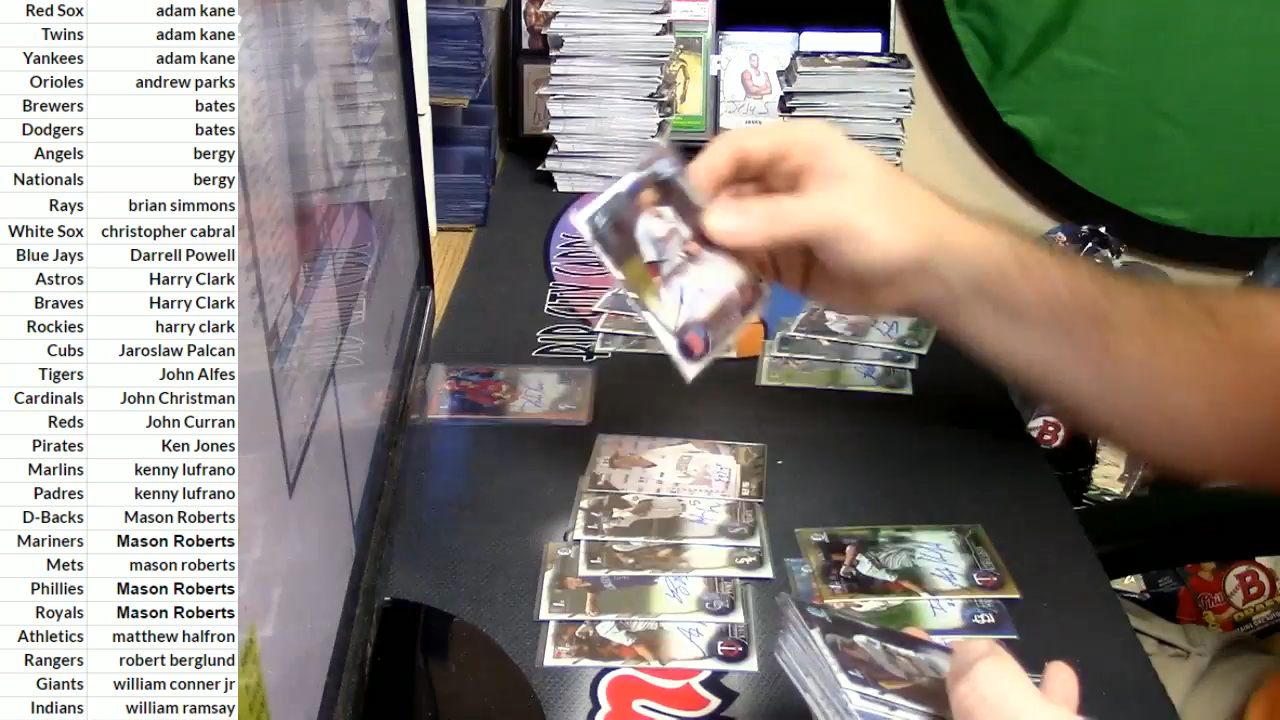 Red Sox adam kane
Twins adam kane
Yankees adam kane
Orioles andrew parks
Brewers bates
Dodgers bates
Angels bergy
Nationals bergy
Rays brian simmons
White Sox christopher cabral
Blue Jays Darrell Powell
Astros Harry Clark
Braves Harry Clark
Rockies harry clark
Cubs Jaroslaw Palcan
Tigers John Alfes
Cardinals John Christman
Reds John Curran
Pirates Ken Jones
Marlins kenny lufrano
Padres kenny lufrano
D-Backs Mason Roberts
Mariners Mason Roberts
Mets mason roberts
Phillies Mason Roberts
Royals Mason Roberts
Athletics matthew halfron
Rangers robert berglund
Giants william conner jr
Indians william ramsay
RIP CITY
B
B